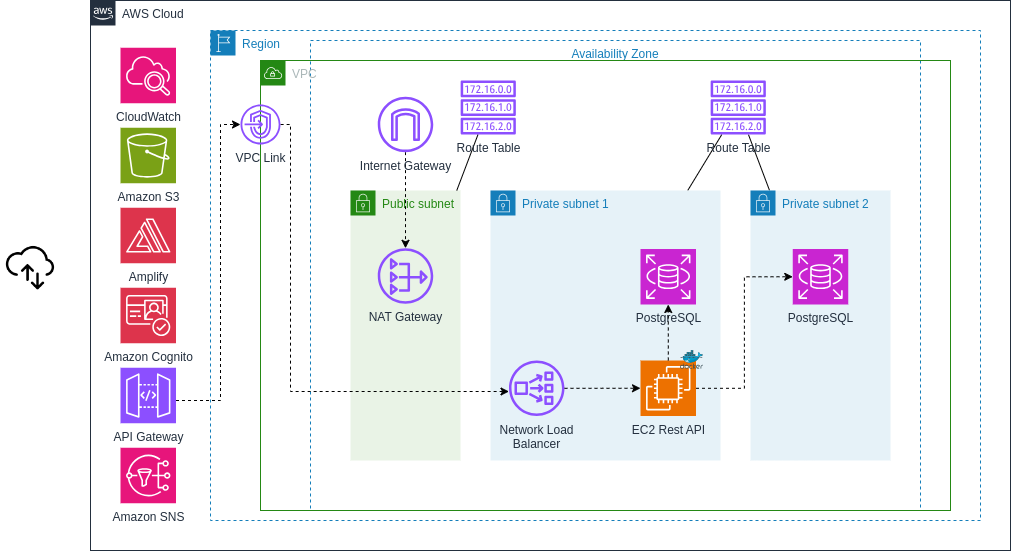 aws
AWS Cloud
Region
Availability Zone
VPC
CloudWatch
Amazon S3
Amplify
Amazon Cognito
API Gateway
Amazon SNS
VPC Link
Internet Gateway
172.16.0.0
172.16.1.0
172.16.2.0
Route Table
172.16.0.0
172.16.1.0
172.16.2.0
Route Table
Public subnet
NAT Gateway
Private subnet 1
PostgreSQL
docker
Network Load
Balancer
EC2 Rest API
Private subnet 2
PostgreSQL